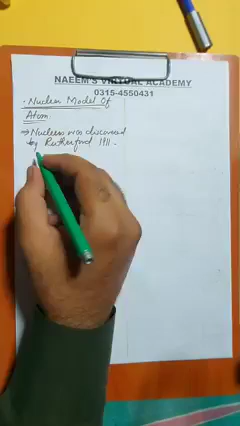 NAEEM'S VIRTUAL ACADEMY
0315-4550431
• Nuclear Model Of
Atom.
→ Nucleus was discovered
by Rutherford 1911.